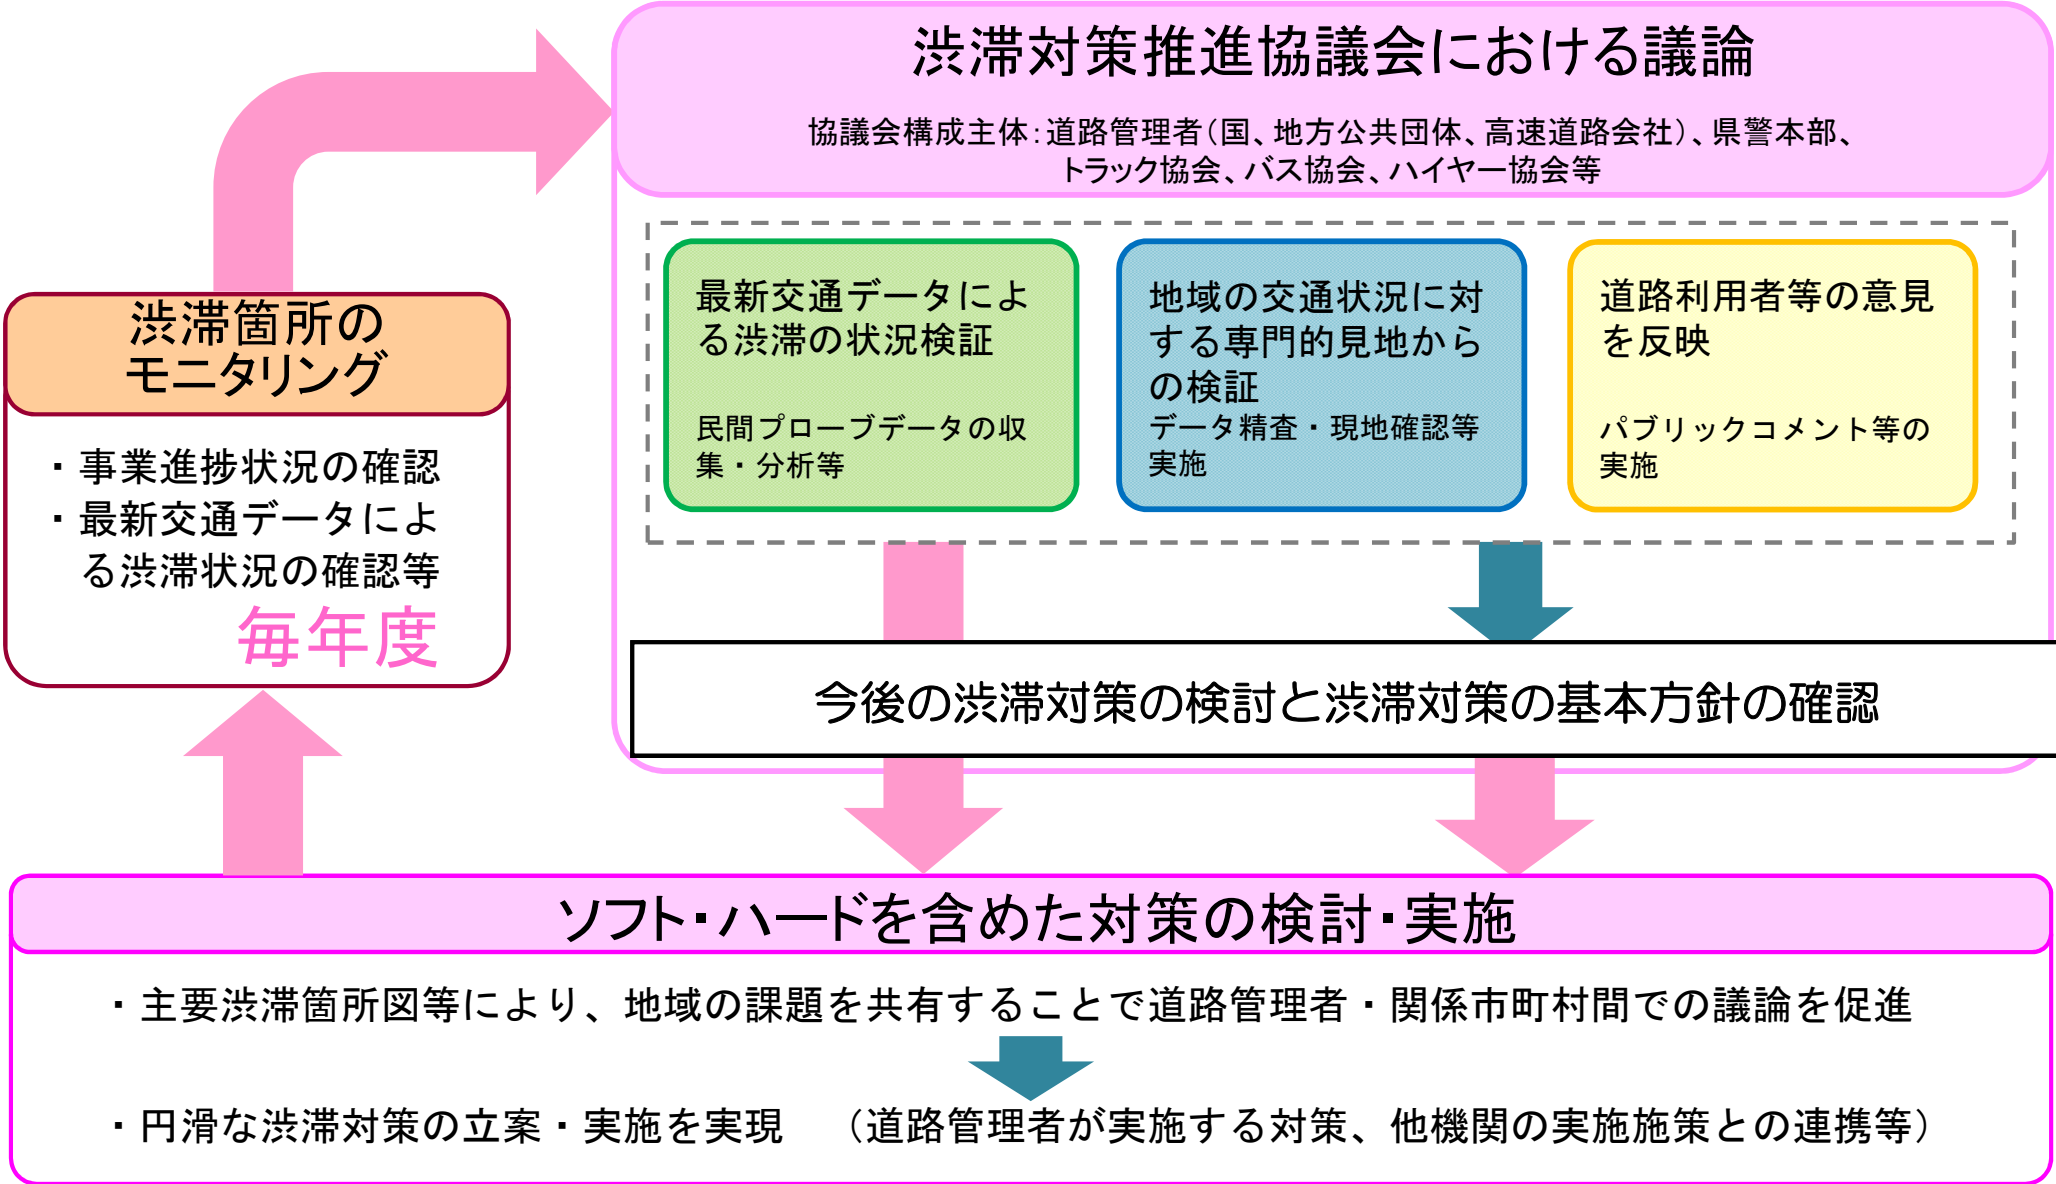 渋滞対策推進協議会における議論
協議会構成主体:道路管理者(国、地方公共団体、高速道路会社)、県警本部、
トラック協会、バス協会、ハイヤー協会等
最新交通データによ
る渋滞の状況検証
民間プローブデータの収
集・分析等
地域の交通状況に対
する専門的見地から
の検証
データ精査・現地確認等
実施
道路利用者等の意見
を反映
パブリックコメント等の
実施
今後の渋滞対策の検討と渋滞対策の基本方針の確認
渋滞箇所の
モニタリング
・事業進捗状況の確認
・最新交通データによ
る渋滞状況の確認等
毎年度
ソフト・ハードを含めた対策の検討・実施
・主要渋滞箇所図等により、地域の課題を共有することで道路管理者・関係市町村間での議論を促進
・円滑な渋滞対策の立案・実施を実現 (道路管理者が実施する対策、他機関の実施施策との連携等)